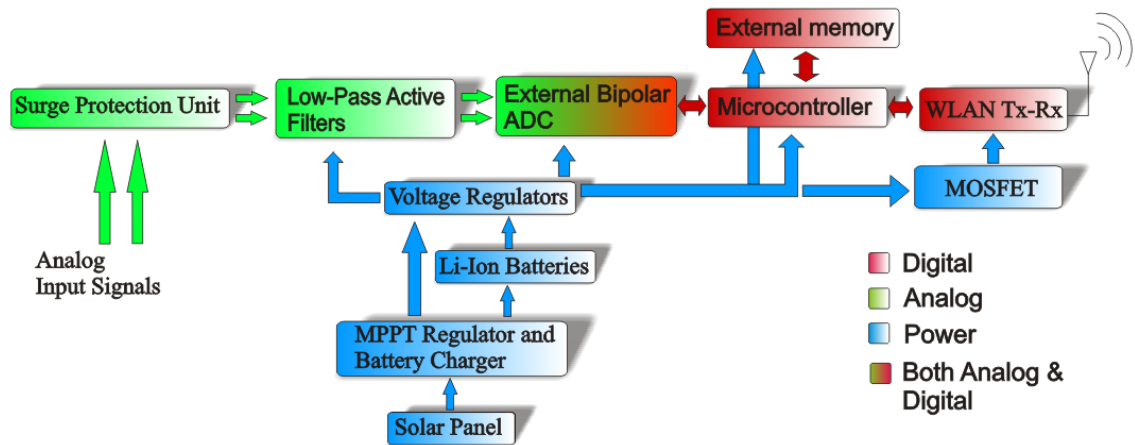 External memory
Surge Protection Unit
Low-Pass Active
Filters
External Bipolar
ADC
Microcontroller
WLAN Tx-Rx
Voltage Regulators
MOSFET
Analog
Input Signals
Li-Ion Batteries
MPPT Regulator and
Battery Charger
Solar Panel
Digital
Analog
Power
Both Analog &
Digital